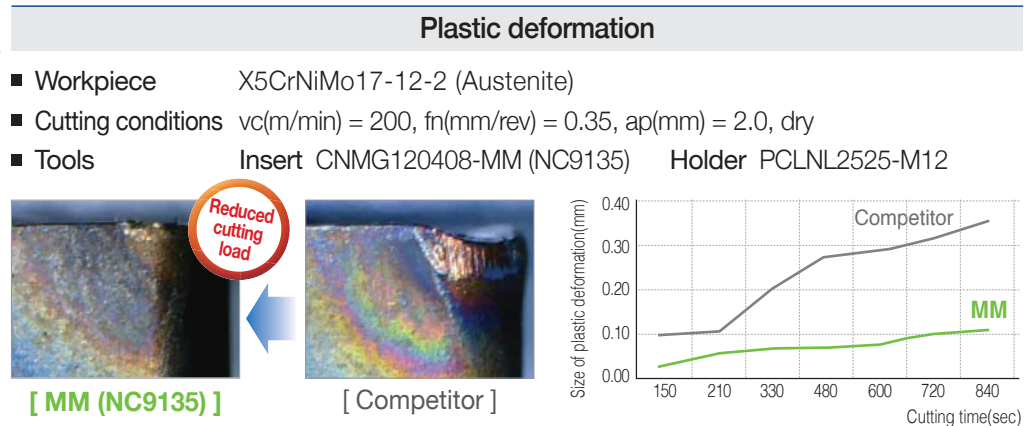 Plastic deformation
■ Workpiece X5CrNiMo17-12-2 (Austenite)
■ Cutting conditions vc(m/min) = 200, fn(mm/rev) = 0.35, ap(mm) = 2.0, dry
■ Tools Insert CNMG120408-MM (NC9135) Holder PCLNL2525-M12
Reduced
cutting
load
[ MM (NC9135) ]
[ Competitor ]
Size of plastic deformation(mm)
0.40
0.30
0.20
0.10
0.00
Competitor
MM
150 210 330 480 600 720 840
Cutting time(sec)